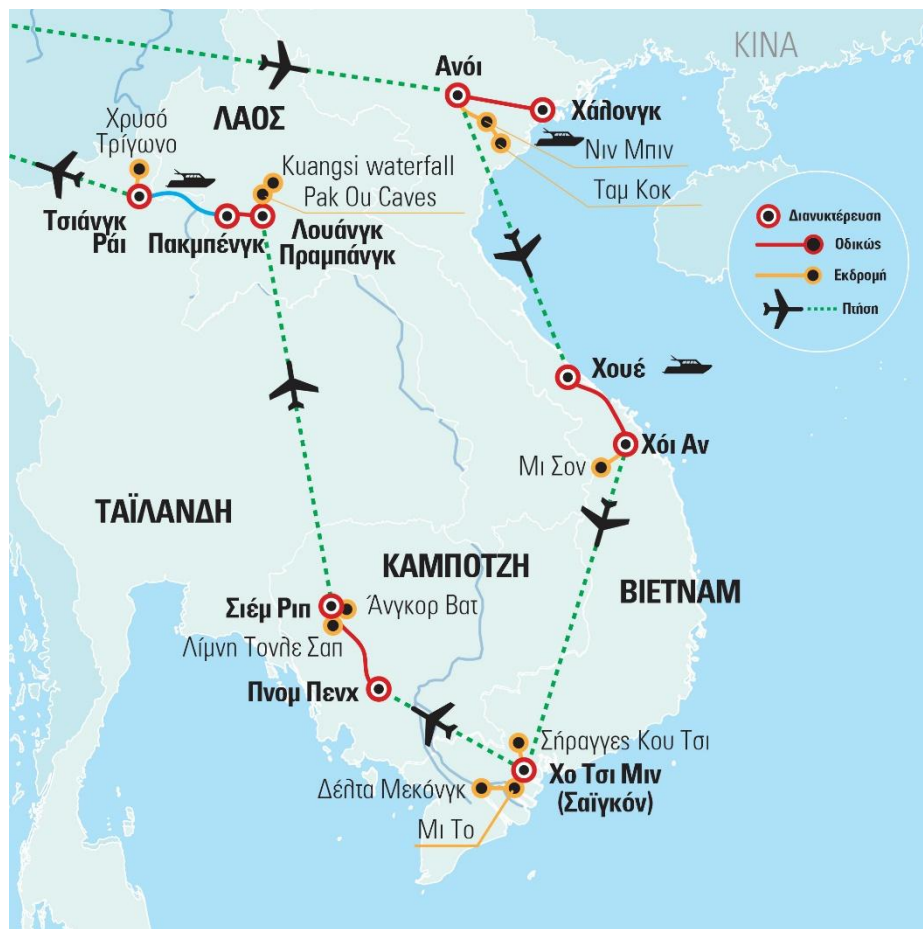 ΚΙΝΑ
Ανόι
Χάλονγκ
ΛΑΟΣ
Χρυσό
Τρίγωνο
Νιν Μπιν
Kuangsi waterfall
Pak Ou Caves
Ταμ Κοκ
Τσιάνγκ
Ράι
Πακμπένγκ
Λουάνγκ
Πραμπάνγκ
Διανυκτέρευση
Οδικώς
Εκδρομή
Πτήση
Χουέ
Χόι Αν
Μι Σον
ΤΑΪΛΑΝΔΗ
ΚΑΜΠΟΤΖΗ
ΒΙΕΤΝΑΜ
Σιέμ Ριπ
Άνγκορ Βατ
Λίμνη Τονλε Σαπ
Πνομ Πενχ
Σήραγγες Κου Τσι
Χο Τσι Μιν
(Σαϊγκόν)
Δέλτα Μεκόνγκ
Μι Το